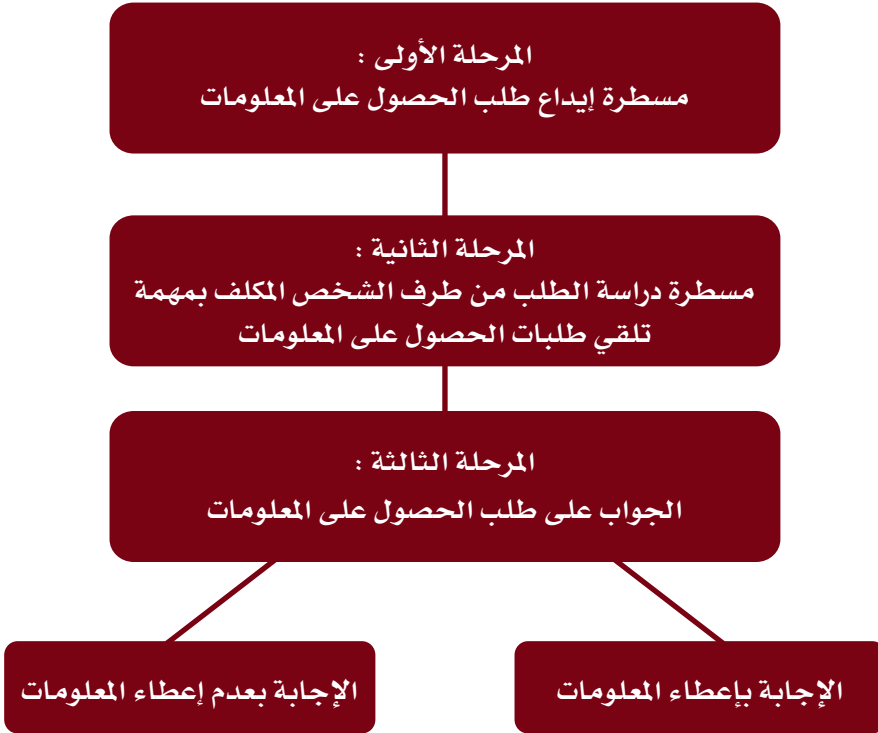 المرحلة الأولى :
مسطرة إيداع طلب الحصول على المعلومات
المرحلة الثانية :
مسطرة دراسة الطلب من طرف الشخص المكلف بمهمة
تلقي طلبات الحصول على المعلومات
المرحلة الثالثة :
الجواب على طلب الحصول على المعلومات
الإجابة بإعطاء المعلومات
الإجابة بعدم إعطاء المعلومات